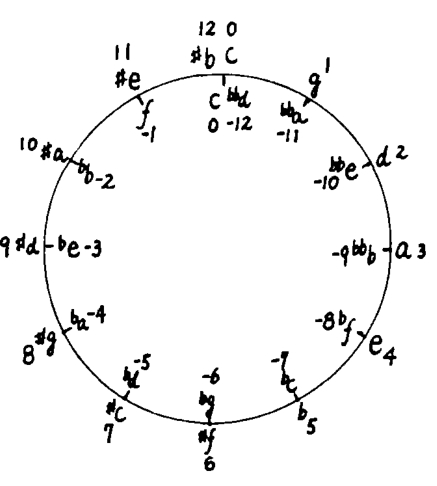 12 0
#b c
11
#e
g 1
c bbd
0 -12
f
-1
bba
-11
10 #a
bb -2
d 2
bbe
-10
9 #d be -3
-9 bbb a 3
ba -4
8 #g
-8 bf
e 4
-5
bd
#c
7
-6
bg
#f
6
-7
bc
b 5